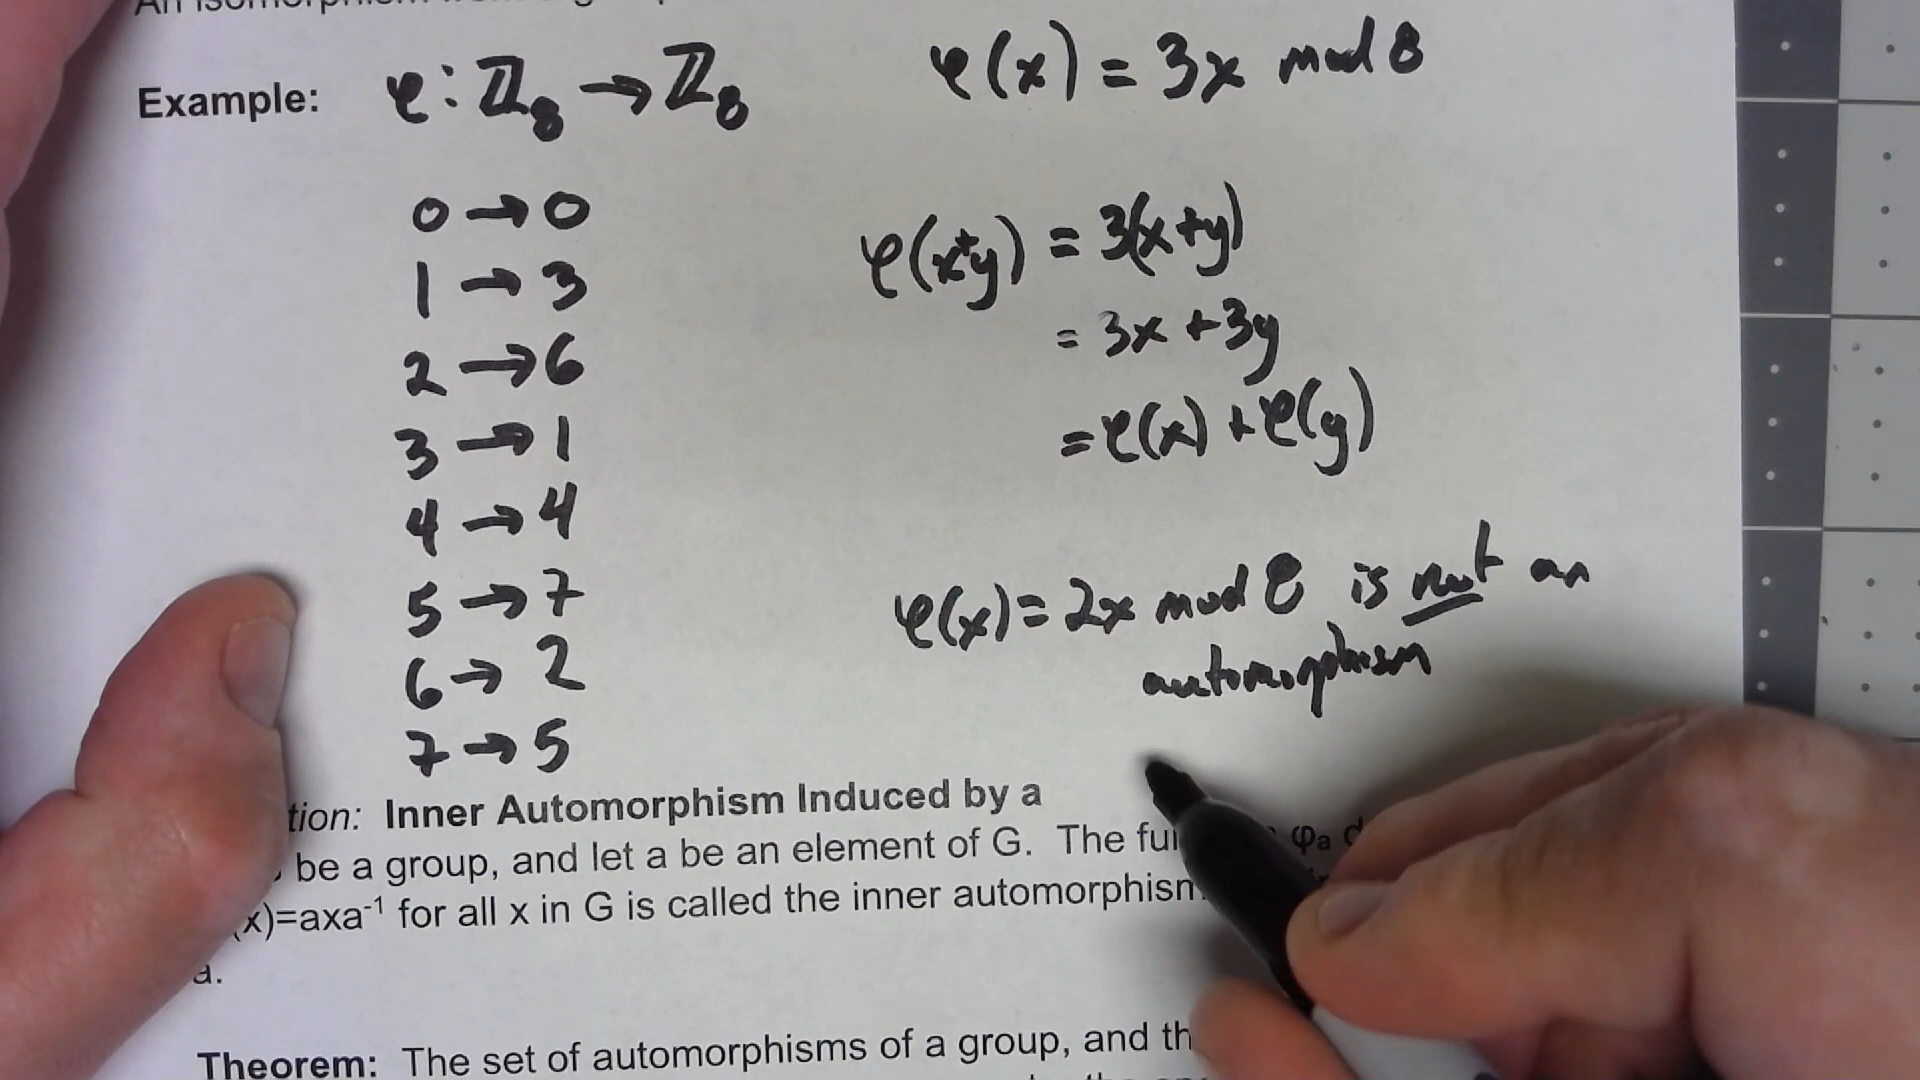 An isomorphism
Example: φ: ℤ₈ → ℤ₈ φ(x) = 3x mod 8
0 → 0
1 → 3
2 → 6
3 → 1
4 → 4
5 → 7
6 → 2
7 → 5
φ(x+y) = 3(x+y)
= 3x + 3y
= φ(x) + φ(y)
φ(x) = 2x mod 8 is not an
automorphism
tion: Inner Automorphism Induced by a
be a group, and let a be an element of G. The fu φa
(x)=axa⁻¹ for all x in G is called the inner automorphism
a.
Theorem: The set of automorphisms of a group, and th